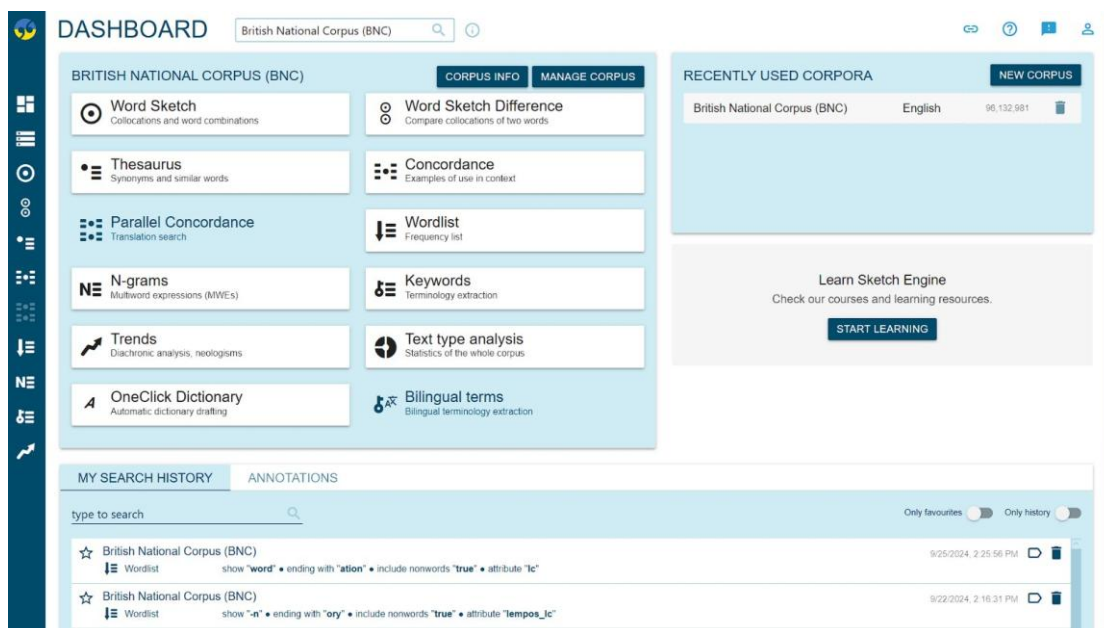 DASHBOARD
British National Corpus (BNC)
BRITISH NATIONAL CORPUS (BNC)
CORPUS INFO
MANAGE CORPUS
Word Sketch
Collocations and word combinations
Word Sketch Difference
Compare collocations of two words
Thesaurus
Synonyms and similar words
Concordance
Examples of use in context
Parallel Concordance
Translation search
Wordlist
Frequency list
N-grams
Multiword expressions (MWEs)
Keywords
Terminology extraction
Trends
Diachronic analysis, neologisms
Text type analysis
Statistics of the whole corpus
OneClick Dictionary
Automatic dictionary drafting
Bilingual terms
Bilingual terminology extraction
RECENTLY USED CORPORA
NEW CORPUS
British National Corpus (BNC) English 96,132,981
Learn Sketch Engine
Check our courses and learning resources.
START LEARNING
MY SEARCH HISTORY
ANNOTATIONS
type to search
Only favourites
Only history
British National Corpus (BNC) 9/25/2024, 2:25:56 PM
Wordlist show "word" ● ending with "ation" ● include nonwords "true" ● attribute "lc"
British National Corpus (BNC) 9/22/2024, 2:16:31 PM
Wordlist show "-n" ● ending with "ory" ● include nonwords "true" ● attribute "lempos_lc"